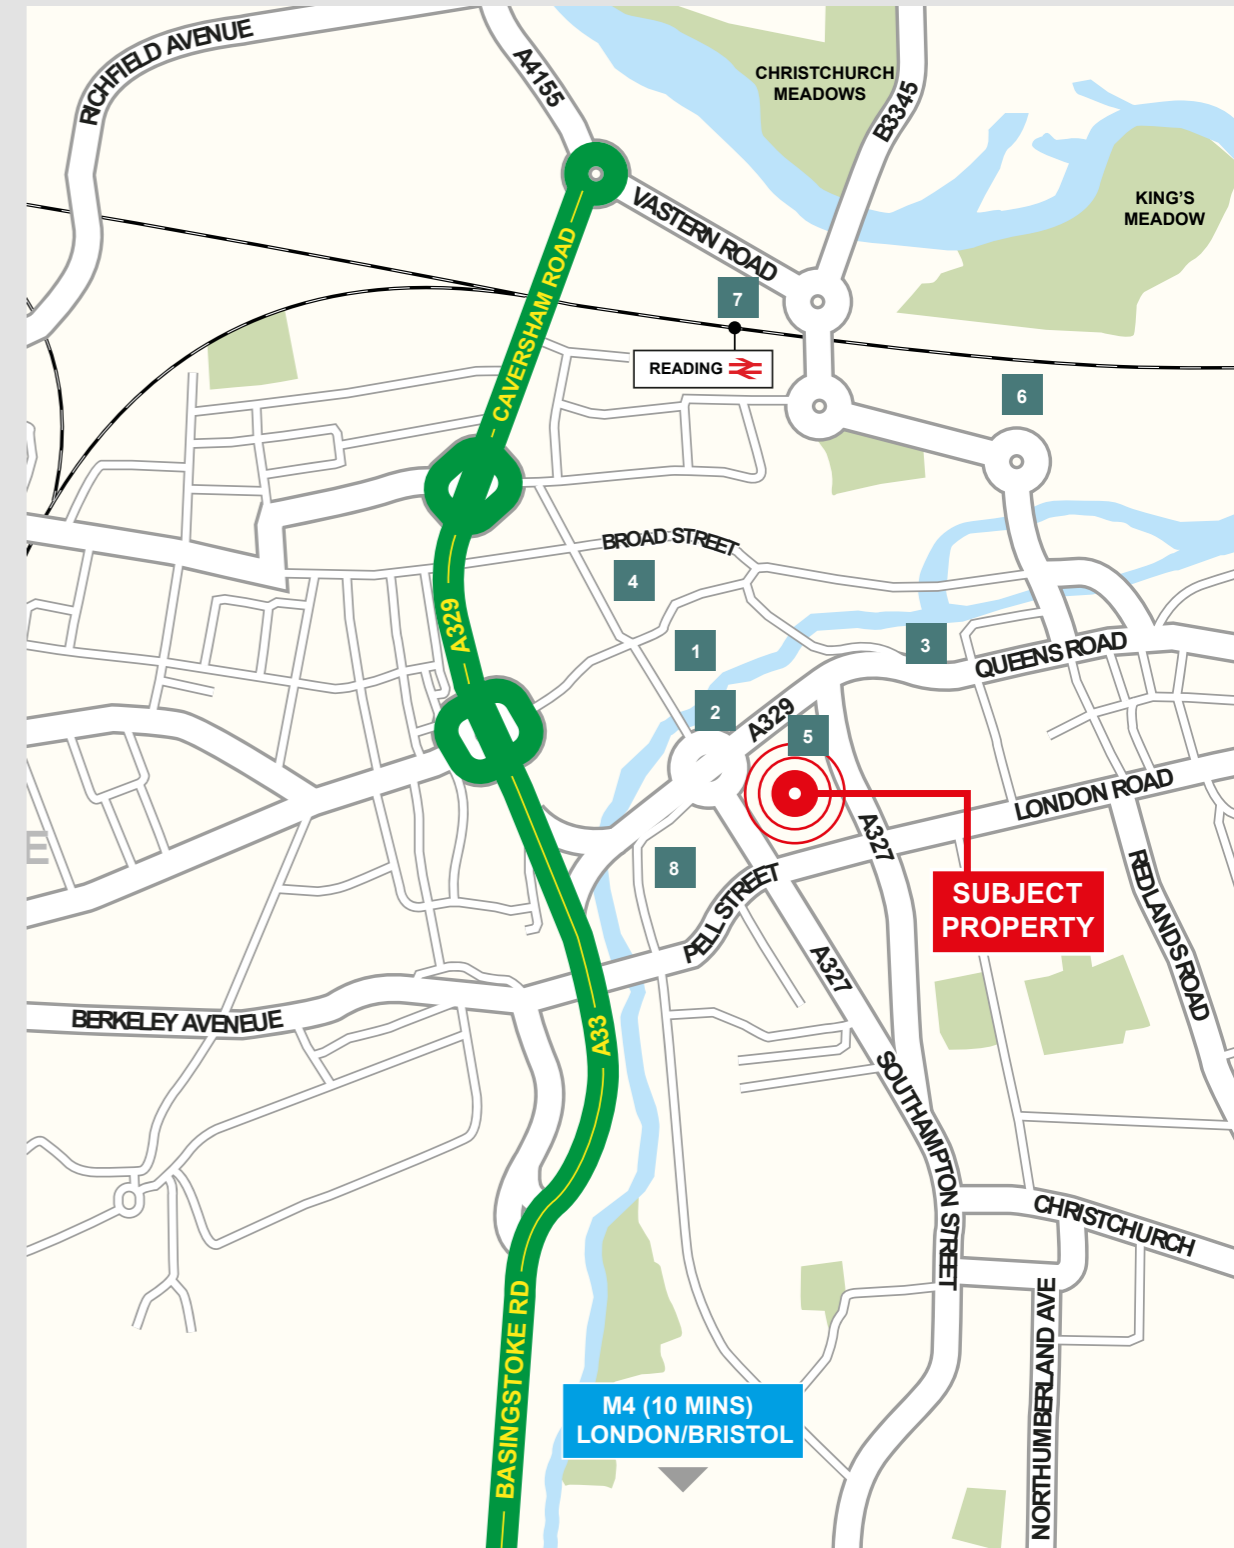 RICHFIELD AVENUE
A4155
CHRISTCHURCH
MEADOWS
B3345
KING'S
MEADOW
VASTERN ROAD
CAVERSHAM ROAD
7
READING
6
BROAD STREET
4
A329
1
3
QUEENS ROAD
2
A329
5
LONDON ROAD
A327
E
8
PELL STREET
SUBJECT
PROPERTY
REDLANDS ROAD
A327
BERKELEY AVENEUE
A33
SOUTHAMPTON STREET
CHRISTCHURCH
BASINGSTOKE RD
NORTHUMBERLAND AVE
M4 (10 MINS)
LONDON/BRISTOL